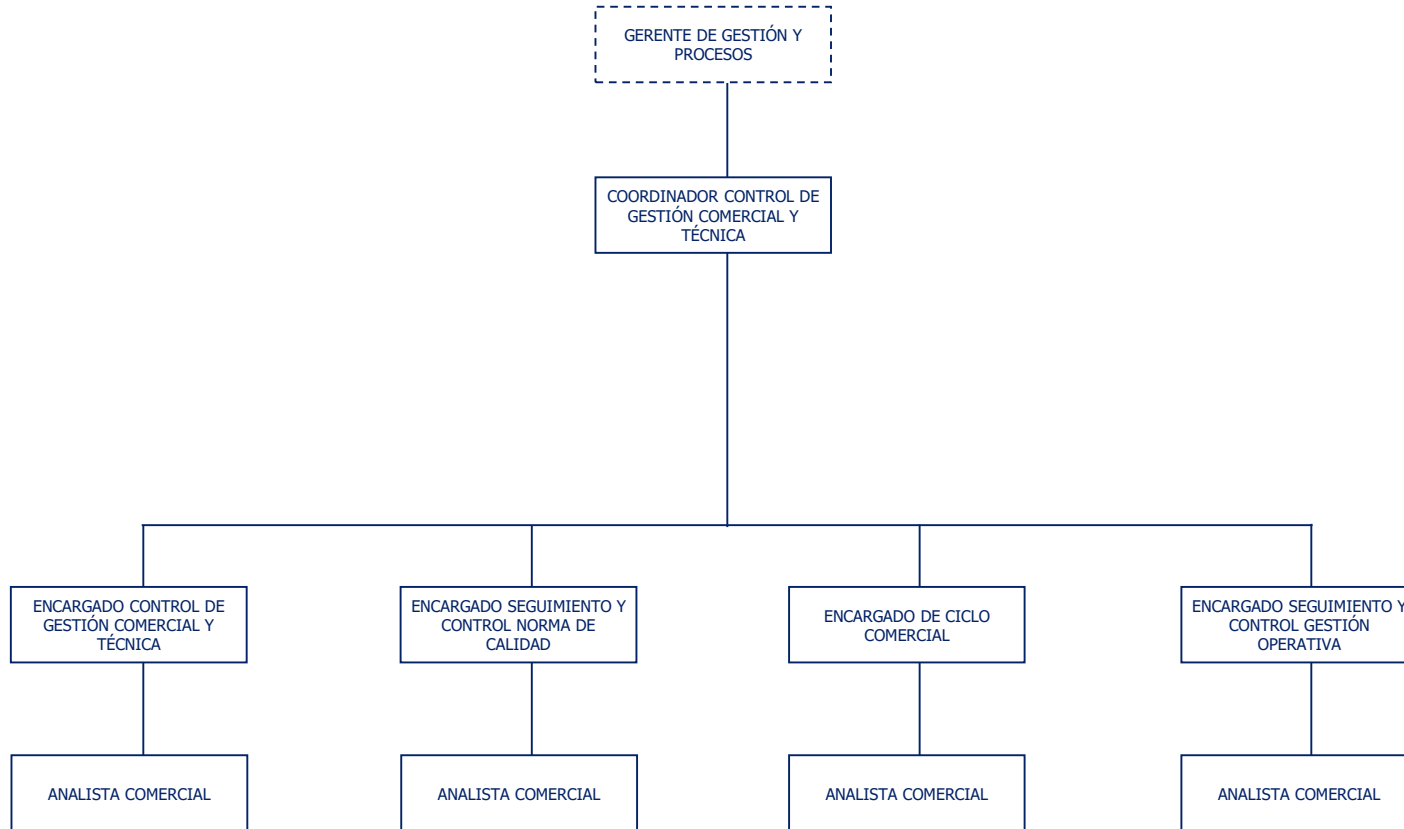 GERENTE DE GESTIÓN Y
PROCESOS
COORDINADOR CONTROL DE
GESTIÓN COMERCIAL Y
TÉCNICA
ENCARGADO CONTROL DE
GESTIÓN COMERCIAL Y
TÉCNICA
ENCARGADO SEGUIMIENTO Y
CONTROL NORMA DE
CALIDAD
ENCARGADO DE CICLO
COMERCIAL
ENCARGADO SEGUIMIENTO Y
CONTROL GESTIÓN
OPERATIVA
ANALISTA COMERCIAL
ANALISTA COMERCIAL
ANALISTA COMERCIAL
ANALISTA COMERCIAL